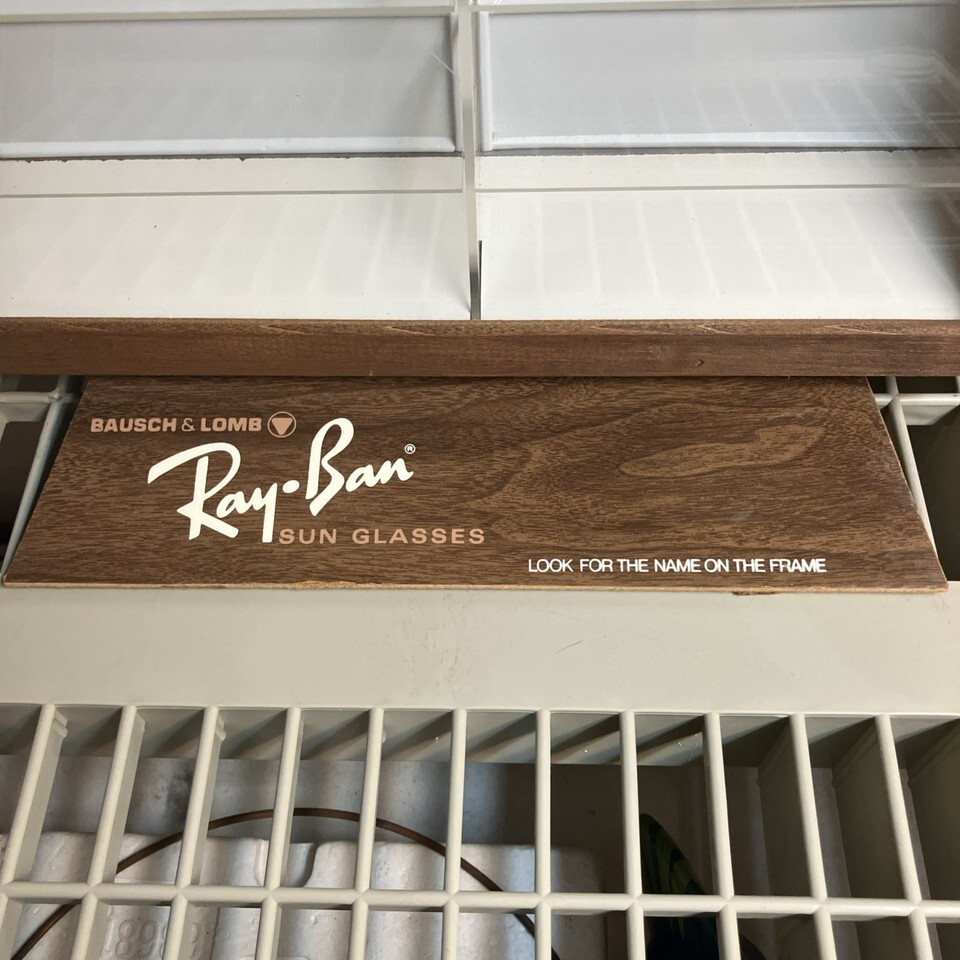 BAUSCH & LOMB
Ray-Ban®
SUN GLASSES
LOOK FOR THE NAME ON THE FRAME